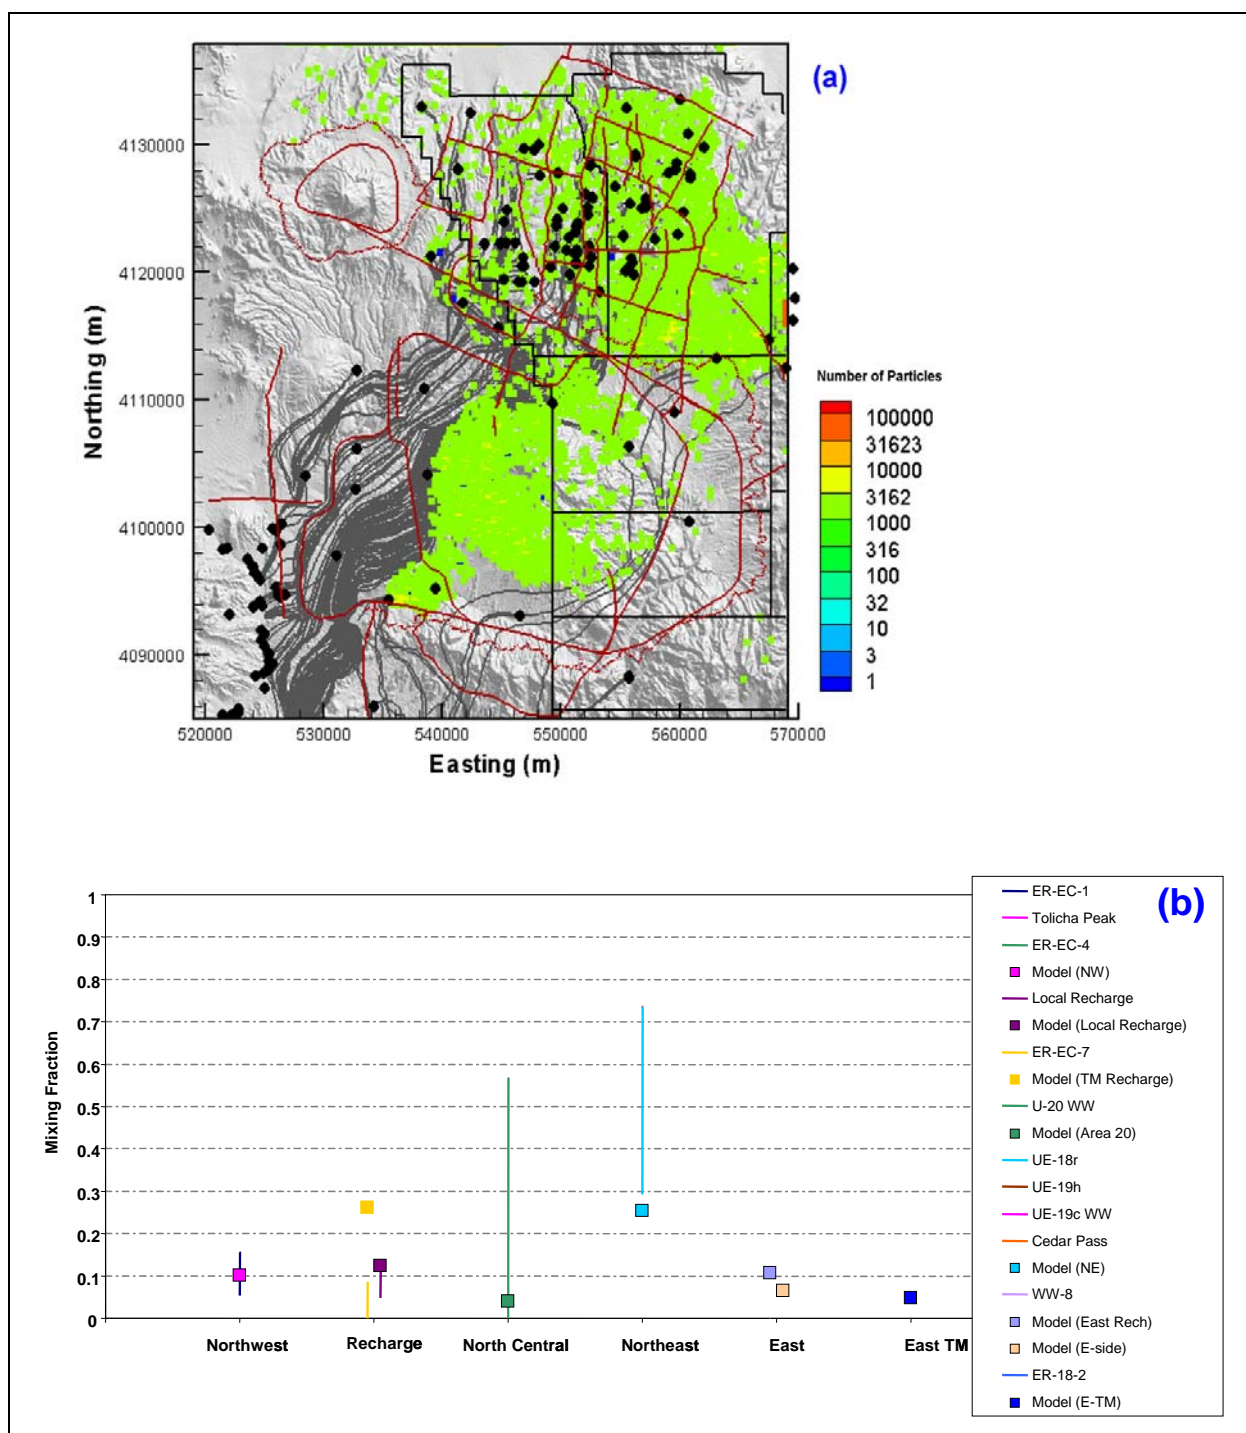 (a)
Northing (m)
4130000
4120000
4110000
4100000
4090000
520000 530000 540000 550000 560000 570000
Easting (m)
Number of Particles
100000
31623
10000
3162
1000
316
100
32
10
3
1
(b)
Mixing Fraction
1
0.9
0.8
0.7
0.6
0.5
0.4
0.3
0.2
0.1
0
Northwest Recharge North Central Northeast East East TM
ER-EC-1
Tolicha Peak
ER-EC-4
Model (NW)
Local Recharge
Model (Local Recharge)
ER-EC-7
Model (TM Recharge)
U-20 WW
Model (Area 20)
UE-18r
UE-19h
UE-19c WW
Cedar Pass
Model (NE)
WW-8
Model (East Rech)
Model (E-side)
ER-18-2
Model (E-TM)